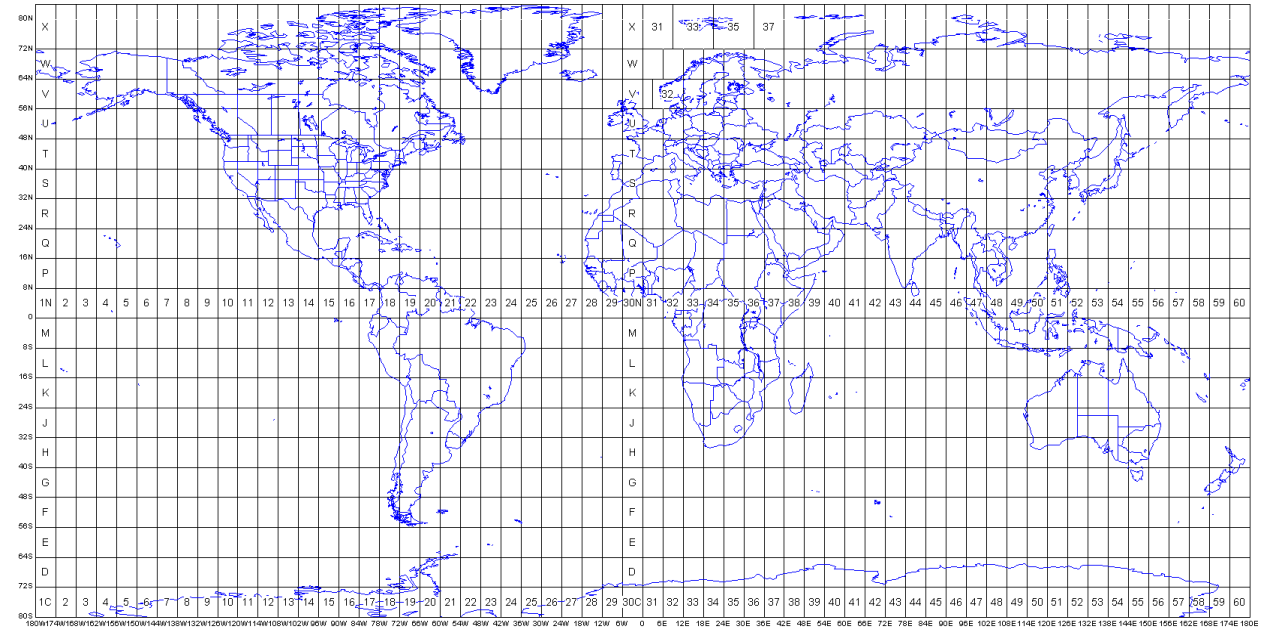 80N
X X 31 33 35 37
72N
W W
64N
V V 32
56N
U U
48N
T T
40N
S S
32N
R R
24N
Q Q
16N
P P
8N
1N 2 3 4 5 6 7 8 9 10 11 12 13 14 15 16 17 18 19 20 21 22 23 24 25 26 27 28 29 30N 31 32 33 34 35 36 37 38 39 40 41 42 43 44 45 46 47 48 49 50 51 52 53 54 55 56 57 58 59 60
0
M M
8S
L L
16S
K K
24S
J J
32S
H H
40S
G G
48S
F F
56S
E E
64S
D D
72S
1C 2 3 4 5 6 7 8 9 10 11 12 13 14 15 16 17 18 19 20 21 22 23 24 25 26 27 28 29 30C 31 32 33 34 35 36 37 38 39 40 41 42 43 44 45 46 47 48 49 50 51 52 53 54 55 56 57 58 59 60
80S
180W 174W 168W 162W 156W 150W 144W 138W 132W 126W 120W 114W 108W 102W 96W 90W 84W 78W 72W 66W 60W 54W 48W 42W 36W 30W 24W 18W 12W 6W 0 6E 12E 18E 24E 30E 36E 42E 48E 54E 60E 66E 72E 78E 84E 90E 96E 102E 108E 114E 120E 126E 132E 138E 144E 150E 156E 162E 168E 174E 180E